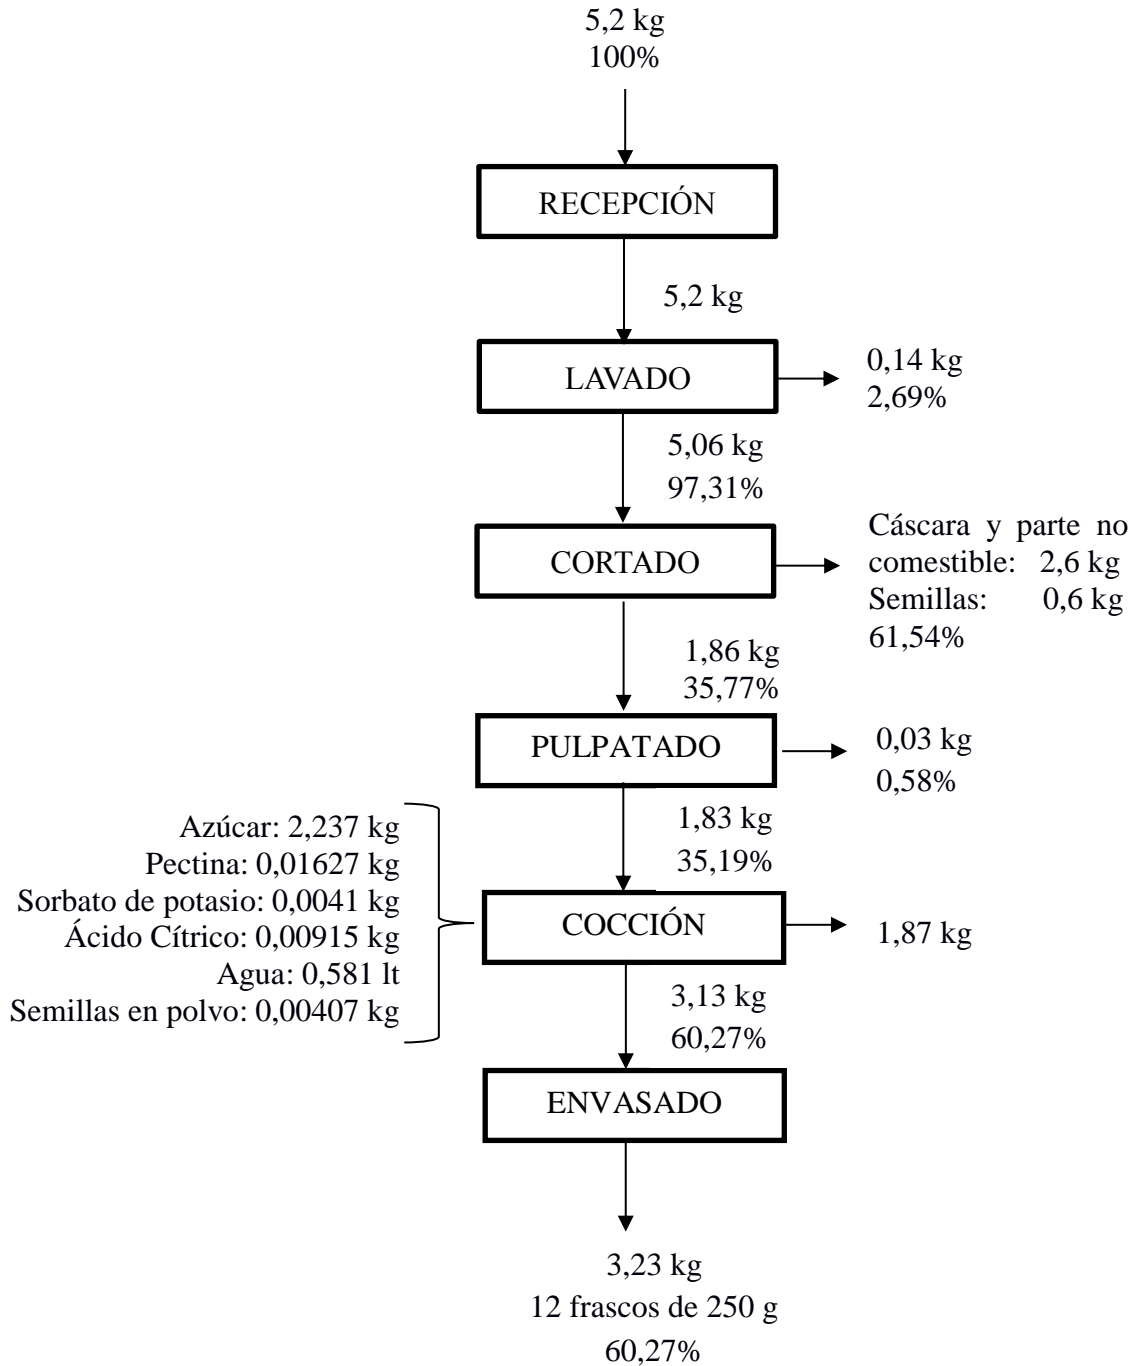 5,2 kg
100%
RECEPCIÓN
5,2 kg
LAVADO
0,14 kg
2,69%
5,06 kg
97,31%
CORTADO
Cáscara y parte no
comestible: 2,6 kg
Semillas: 0,6 kg
61,54%
1,86 kg
35,77%
PULPATADO
0,03 kg
0,58%
1,83 kg
35,19%
Azúcar: 2,237 kg
Pectina: 0,01627 kg
Sorbato de potasio: 0,0041 kg
Ácido Cítrico: 0,00915 kg
Agua: 0,581 lt
Semillas en polvo: 0,00407 kg
COCCIÓN
1,87 kg
3,13 kg
60,27%
ENVASADO
3,23 kg
12 frascos de 250 g
60,27%